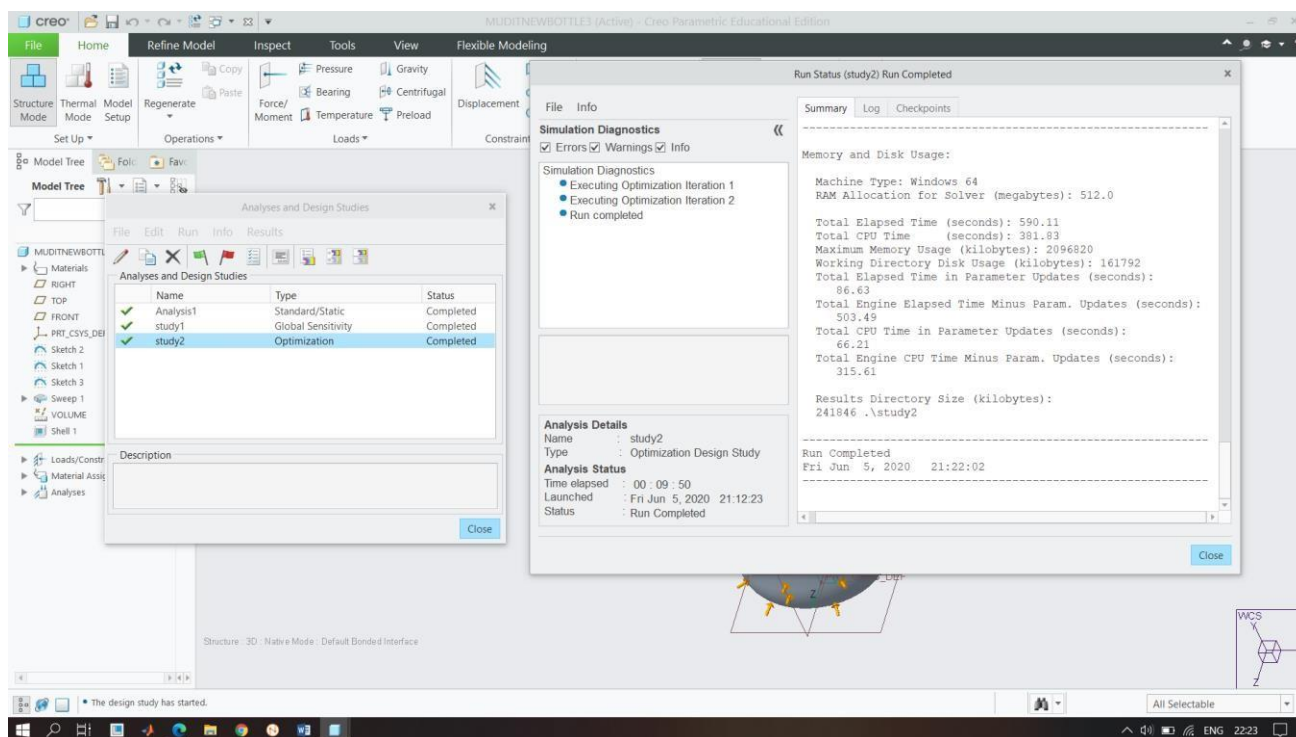 creo®
MUDITNEWBOTTLE3 (Active) - Creo Parametric Educational Edition
File Home Refine Model Inspect Tools View Flexible Modeling
Structure Mode
Thermal Mode
Model Setup
Set Up
Regenerate
Copy
Paste
Operations
Force/ Moment
Pressure
Bearing
Temperature
Gravity
Centrifugal
Preload
Loads
Displacement
Constraint
Model Tree Fav
Model Tree
MUDITNEWBOTTL
Materials
RIGHT
TOP
FRONT
PRT_CSYS_DEF
Sketch 2
Sketch 1
Sketch 3
Sweep 1
VOLUME
Shell 1
Loads/Constr
Material Assig
Analyses
Analyses and Design Studies
File Edit Run Info Results
Analyses and Design Studies
Name Type Status
Analysis1 Standard/Static Completed
study1 Global Sensitivity Completed
study2 Optimization Completed
Description
Close
Run Status (study2) Run Completed
File Info
Simulation Diagnostics
Errors Warnings Info
Simulation Diagnostics
Executing Optimization Iteration 1
Executing Optimization Iteration 2
Run completed
Analysis Details
Name : study2
Type : Optimization Design Study
Analysis Status
Time elapsed : 00 : 09 : 50
Launched : Fri Jun 5, 2020 21:12:23
Status : Run Completed
Summary Log Checkpoints
Memory and Disk Usage:
Machine Type: Windows 64
RAM Allocation for Solver (megabytes): 512.0
Total Elapsed Time (seconds): 590.11
Total CPU Time (seconds): 381.83
Maximum Memory Usage (kilobytes): 2096820
Working Directory Disk Usage (kilobytes): 161792
Total Elapsed Time in Parameter Updates (seconds):
86.63
Total Engine Elapsed Time Minus Param. Updates (seconds):
503.49
Total CPU Time in Parameter Updates (seconds):
66.21
Total Engine CPU Time Minus Param. Updates (seconds):
315.61
Results Directory Size (kilobytes):
241846 .\study2
Run Completed
Fri Jun 5, 2020 21:22:02
Close
Z
WCS
Y
Z
Structure : 3D : Native Mode : Default Bonded Interface
The design study has started.
All Selectable
ENG 22:23